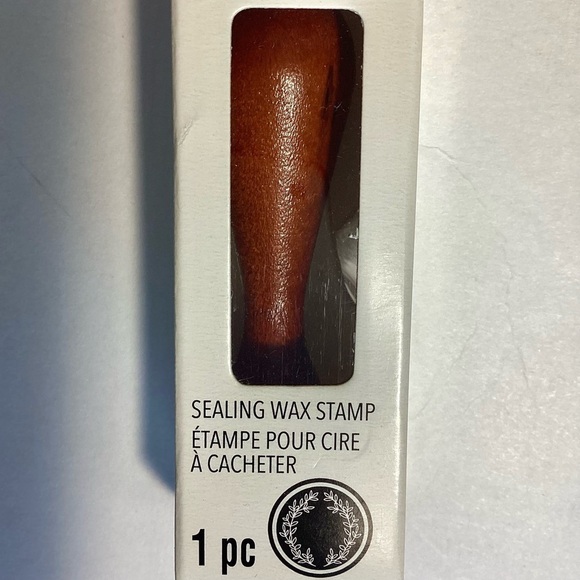 SEALING WAX STAMP
ÉTAMPE POUR CIRE
À CACHETER
1 pc